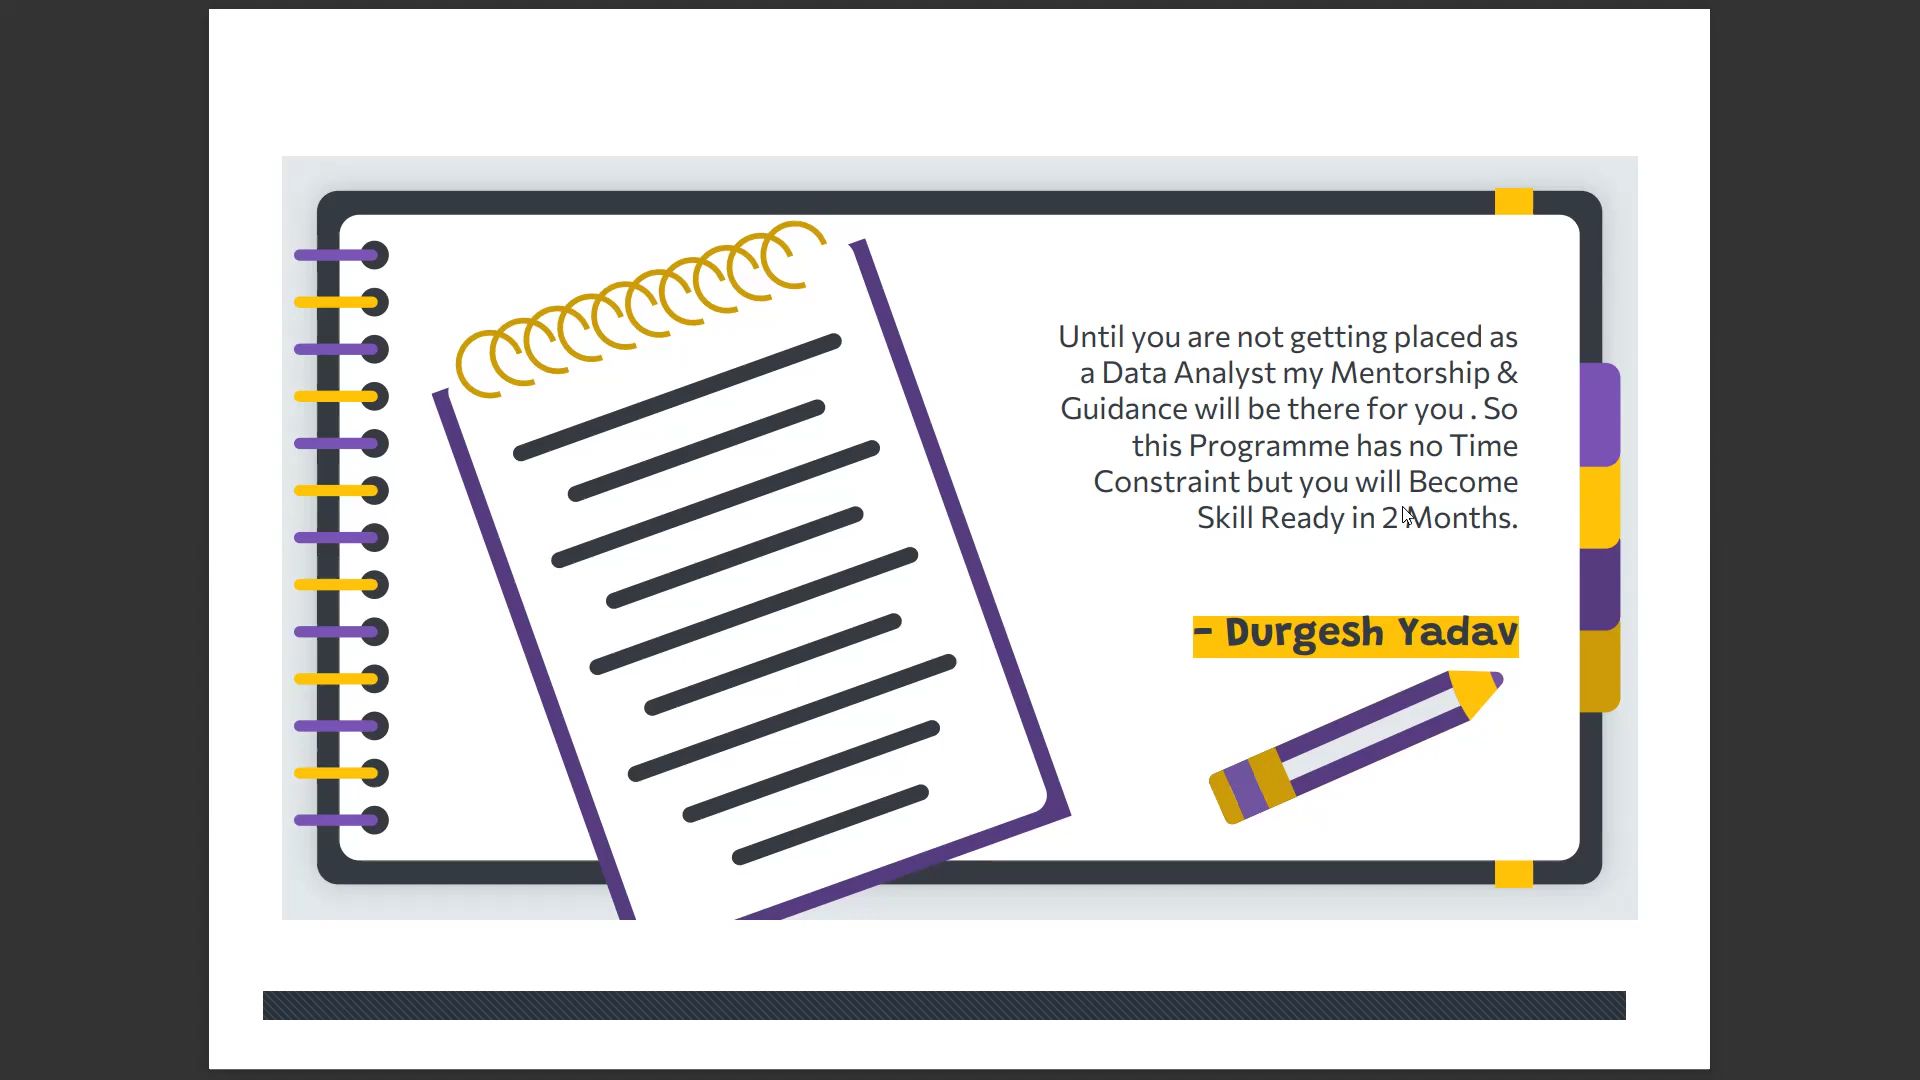 Until you are not getting placed as
a Data Analyst my Mentorship &
Guidance will be there for you . So
this Programme has no Time
Constraint but you will Become
Skill Ready in 2 Months.
- Durgesh Yadav